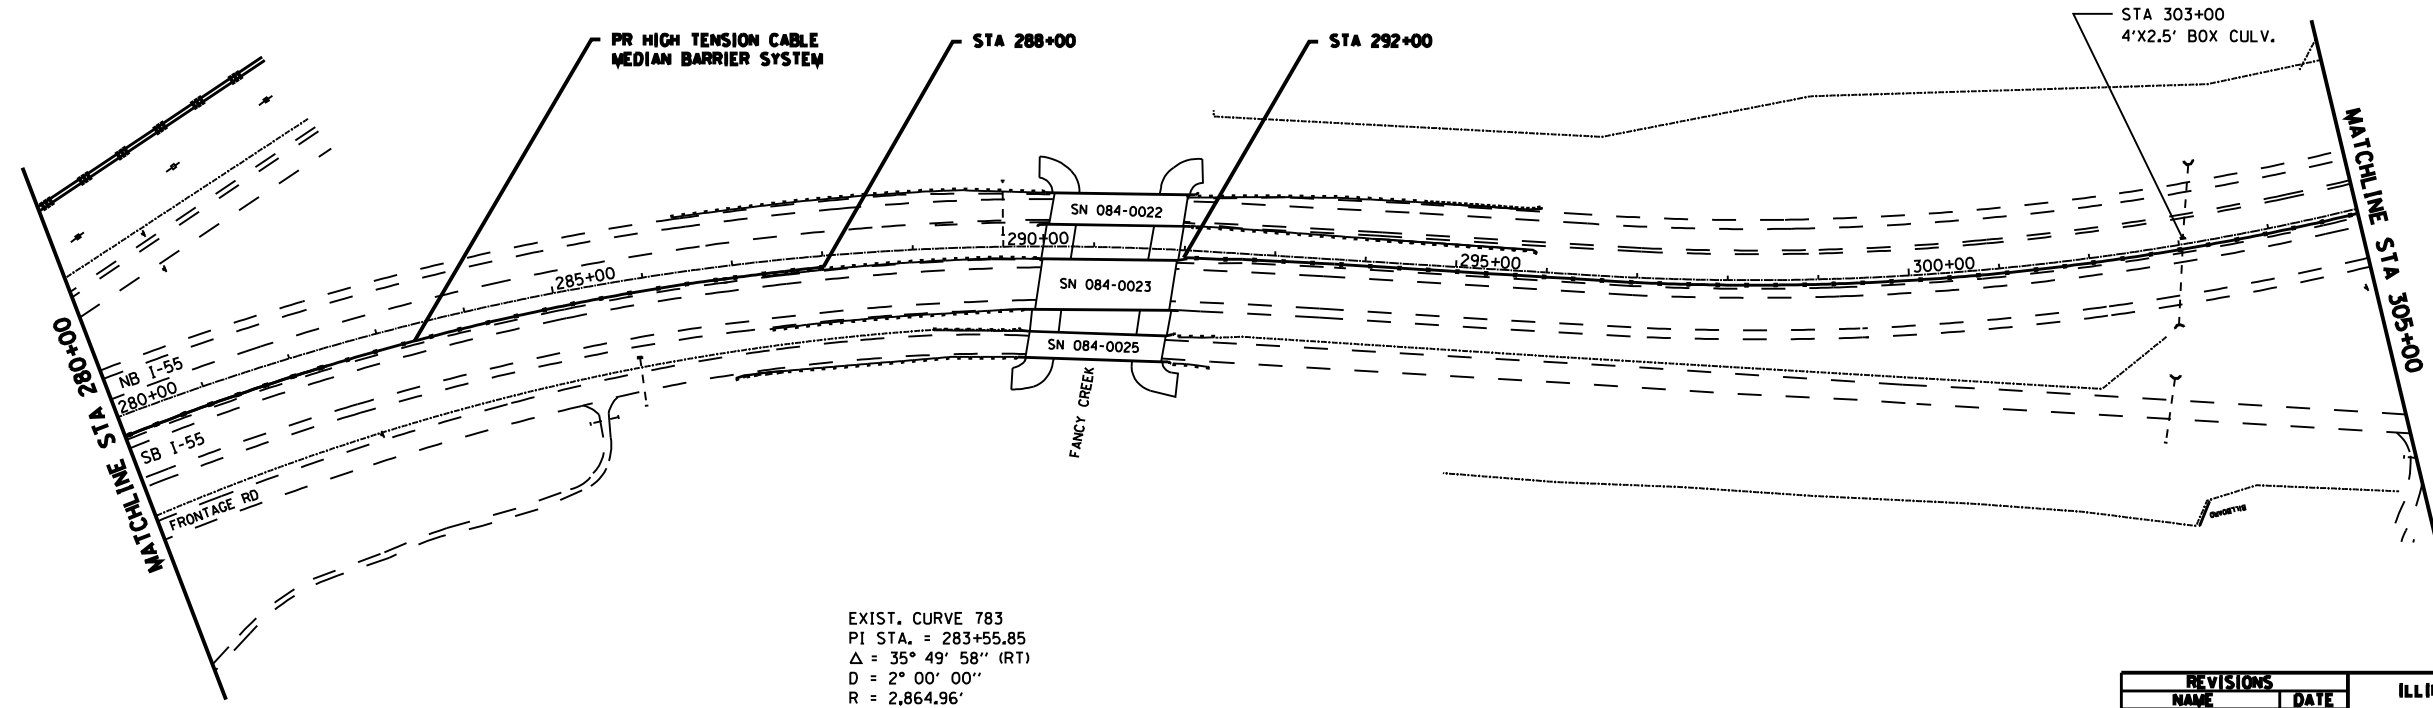 PR HIGH TENSION CABLE
MEDIAN BARRIER SYSTEM
STA 288+00
STA 292+00
STA 303+00
4'X2.5' BOX CULV.
MATCHLINE STA 280+00
MATCHLINE STA 305+00
SN 084-0022
290+00
285+00
295+00
300+00
SN 084-0023
SN 084-0025
NB I-55
280+00
SB I-55
FRONTAGE RD
FANCY CREEK
BILLBOARD
EXIST. CURVE 783
PI STA. = 283+55.85
Δ = 35° 49' 58'' (RT)
D = 2° 00' 00''
R = 2,864.96'
REVISIONS
NAME DATE